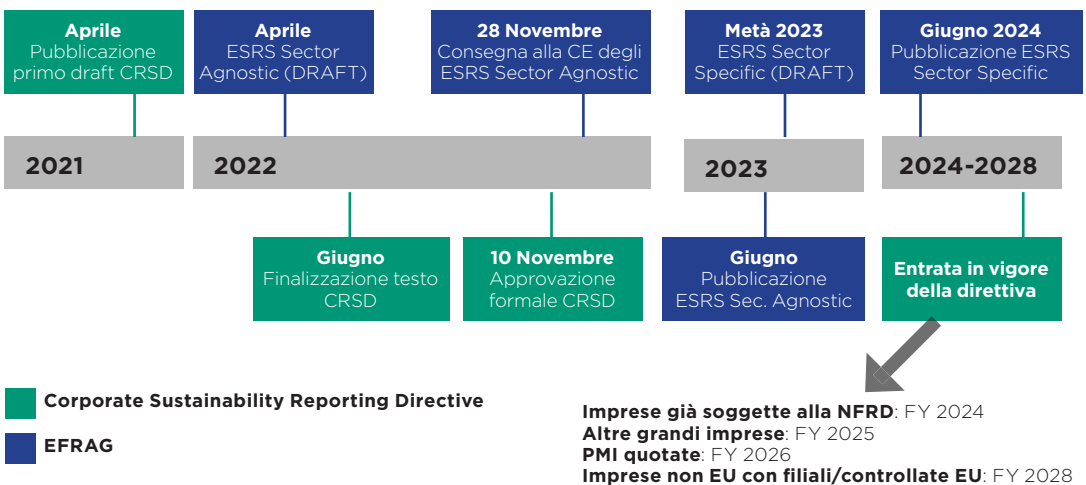 Aprile
Pubblicazione
primo draft CRSD
Aprile
ESRS Sector
Agnostic (DRAFT)
28 Novembre
Consegna alla CE degli
ESRS Sector Agnostic
Metà 2023
ESRS Sector
Specific (DRAFT)
Giugno 2024
Pubblicazione ESRS
Sector Specific
2021
2022
2023
2024-2028
Giugno
Finalizzazione testo
CRSD
10 Novembre
Approvazione
formale CRSD
Giugno
Pubblicazione
ESRS Sec. Agnostic
Entrata in vigore
della direttiva
Corporate Sustainability Reporting Directive
EFRAG
Imprese già soggette alla NFRD: FY 2024
Altre grandi imprese: FY 2025
PMI quotate: FY 2026
Imprese non EU con filiali/controllate EU: FY 2028